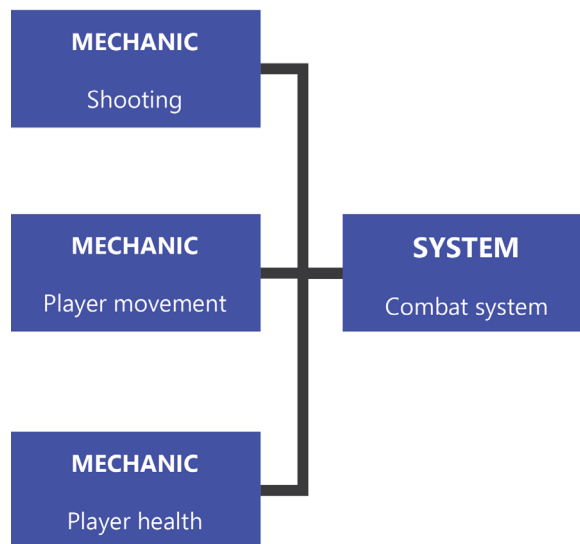 MECHANIC
Shooting
MECHANIC
Player movement
SYSTEM
Combat system
MECHANIC
Player health